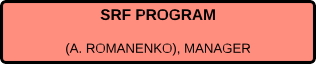 SRF PROGRAM
(A. ROMANENKO), MANAGER